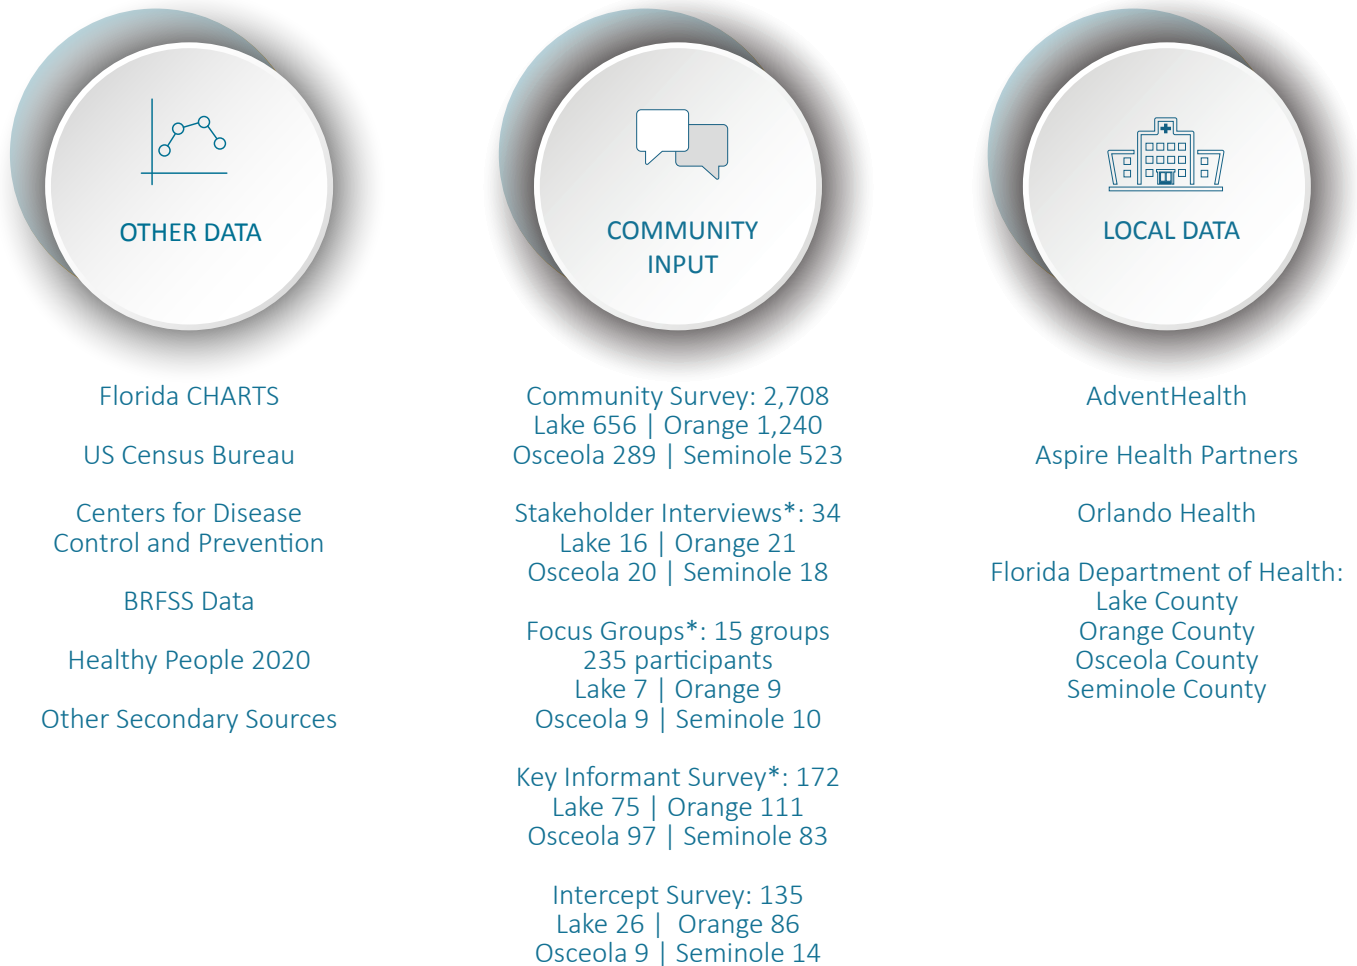 OTHER DATA
Florida CHARTS
US Census Bureau
Centers for Disease
Control and Prevention
BRFSS Data
Healthy People 2020
Other Secondary Sources
COMMUNITY
INPUT
Community Survey: 2,708
Lake 656 | Orange 1,240
Osceola 289 | Seminole 523
Stakeholder Interviews*: 34
Lake 16 | Orange 21
Osceola 20 | Seminole 18
Focus Groups*: 15 groups
235 participants
Lake 7 | Orange 9
Osceola 9 | Seminole 10
Key Informant Survey*: 172
Lake 75 | Orange 111
Osceola 97 | Seminole 83
Intercept Survey: 135
Lake 26 | Orange 86
Osceola 9 | Seminole 14
LOCAL DATA
AdventHealth
Aspire Health Partners
Orlando Health
Florida Department of Health:
Lake County
Orange County
Osceola County
Seminole County